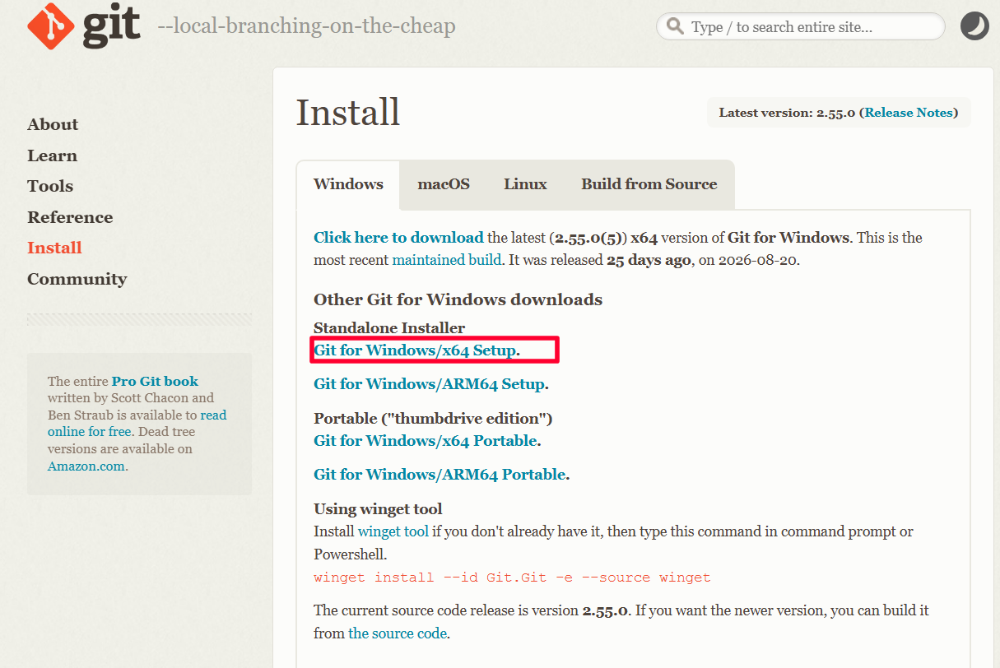 git --local-branching-on-the-cheap
Type / to search entire site...
About
Learn
Tools
Reference
Install
Community
The entire Pro Git book
written by Scott Chacon and
Ben Straub is available to read
online for free. Dead tree
versions are available on
Amazon.com.
Install
Latest version: 2.55.0 (Release Notes)
Windows macOS Linux Build from Source
Click here to download the latest (2.55.0(5)) x64 version of Git for Windows. This is the
most recent maintained build. It was released 25 days ago, on 2026-08-20.
Other Git for Windows downloads
Standalone Installer
Git for Windows/x64 Setup.
Git for Windows/ARM64 Setup.
Portable ("thumbdrive edition")
Git for Windows/x64 Portable.
Git for Windows/ARM64 Portable.
Using winget tool
Install winget tool if you don't already have it, then type this command in command prompt or
Powershell.
winget install --id Git.Git -e --source winget
The current source code release is version 2.55.0. If you want the newer version, you can build it
from the source code.